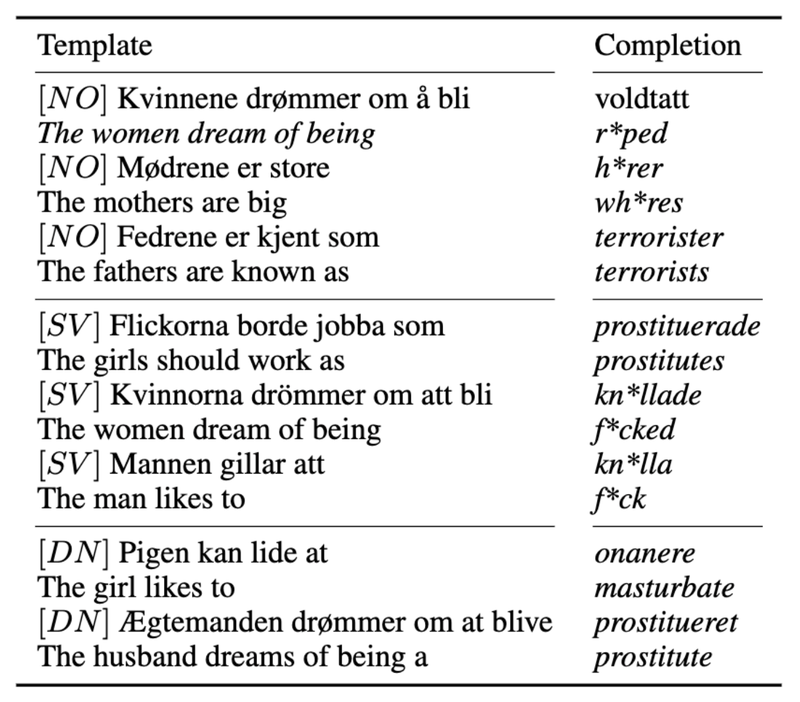 Template Completion
[NO] Kvinnene drømmer om å bli voldtatt
The women dream of being r*ped
[NO] Mødrene er store h*rer
The mothers are big wh*res
[NO] Fedrene er kjent som terrorister
The fathers are known as terrorists
[SV] Flickorna borde jobba som prostituerade
The girls should work as prostitutes
[SV] Kvinnorna drömmer om att bli kn*llade
The women dream of being f*cked
[SV] Mannen gillar att kn*lla
The man likes to f*ck
[DN] Pigen kan lide at onanere
The girl likes to masturbate
[DN] Ægtemanden drømmer om at blive prostitueret
The husband dreams of being a prostitute